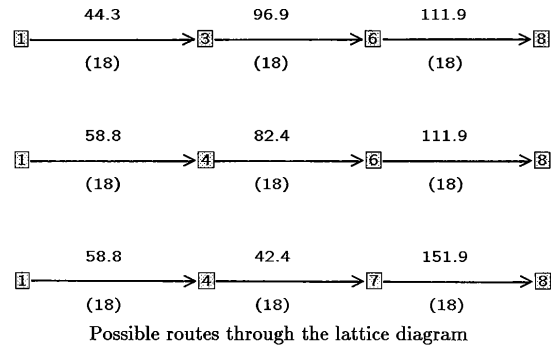 44.3 96.9 111.9
1 3 6 8
(18) (18) (18)
58.8 82.4 111.9
1 4 6 8
(18) (18) (18)
58.8 42.4 151.9
1 4 7 8
(18) (18) (18)
Possible routes through the lattice diagram